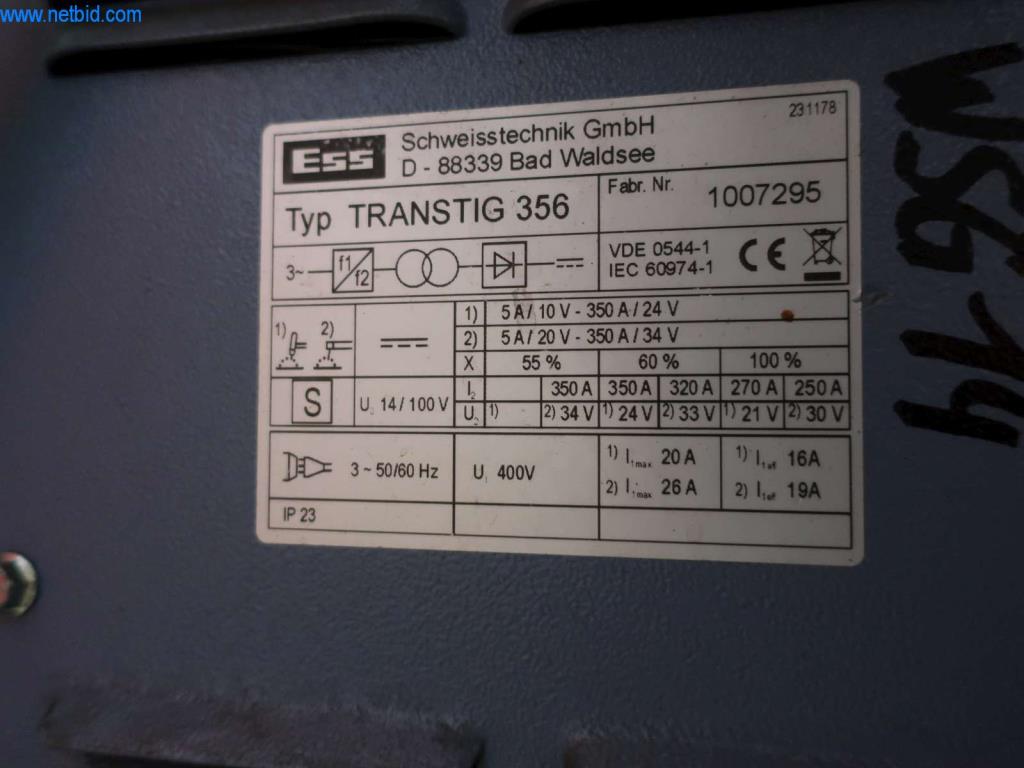 www.netbid.com
231178
ESS
Schweisstechnik GmbH
D - 88339 Bad Waldsee
Typ TRANSTIG 356
Fabr. Nr. 1007295
3~ f1 f2
VDE 0544-1
IEC 60974-1
CE
1) 2)
1) 5 A / 10 V - 350 A / 24 V
2) 5 A / 20 V - 350 A / 34 V
X 55 % 60 % 100 %
S
U₀ 14 / 100 V
I₂ 350 A 350 A 320 A 270 A 250 A
U₂ 1) 2) 34 V 1) 24 V 2) 33 V 1) 21 V 2) 30 V
3 ~ 50/60 Hz
U₁ 400V
1) I₁max 20 A
2) I₁max 26 A
1) I₁eff 16A
2) I₁eff 19A
IP 23
WSG 14